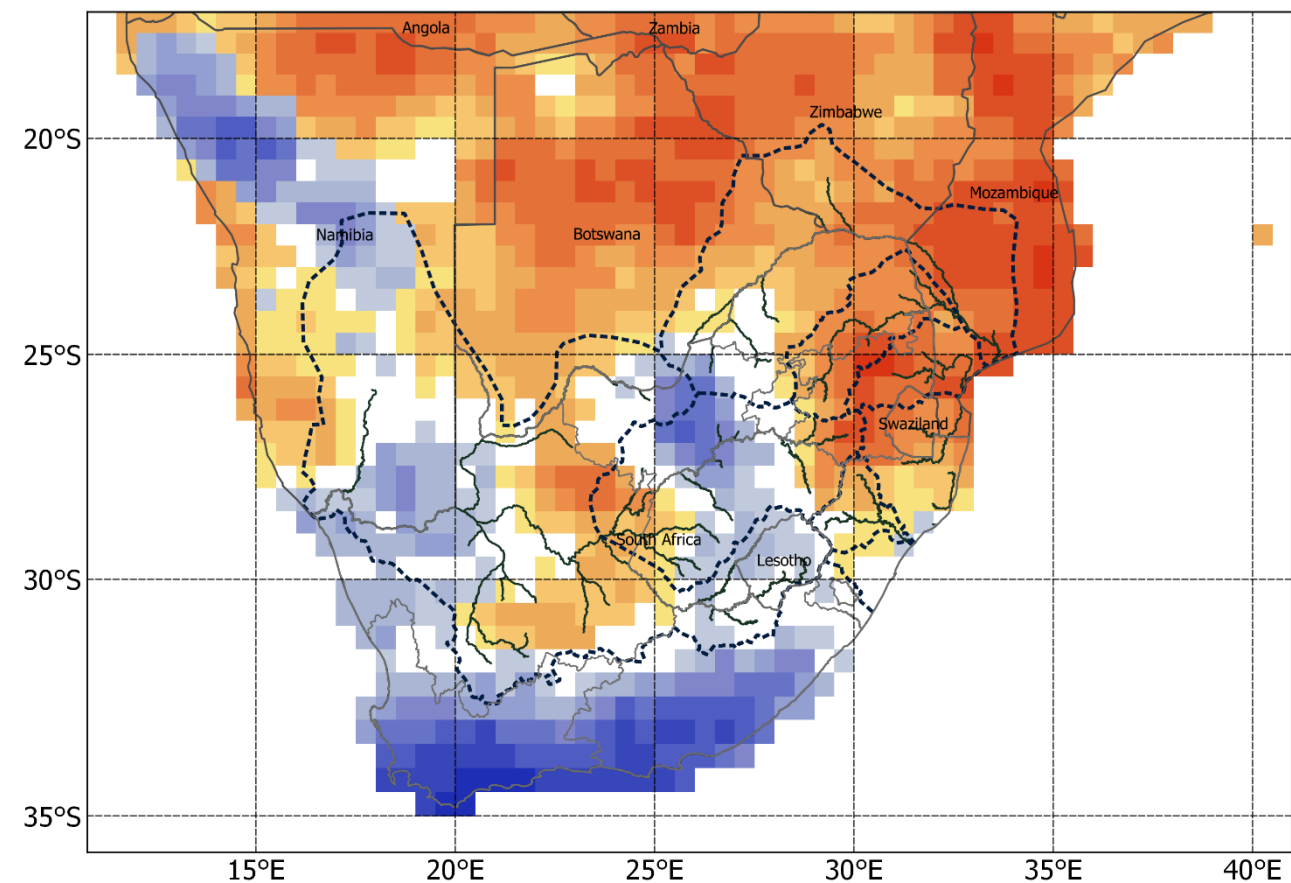 Angola
Zambia
Zimbabwe
20°S
Mozambique
Namibia
Botswana
25°S
Swaziland
South Africa
Lesotho
30°S
35°S
15°E
20°E
25°E
30°E
35°E
40°E